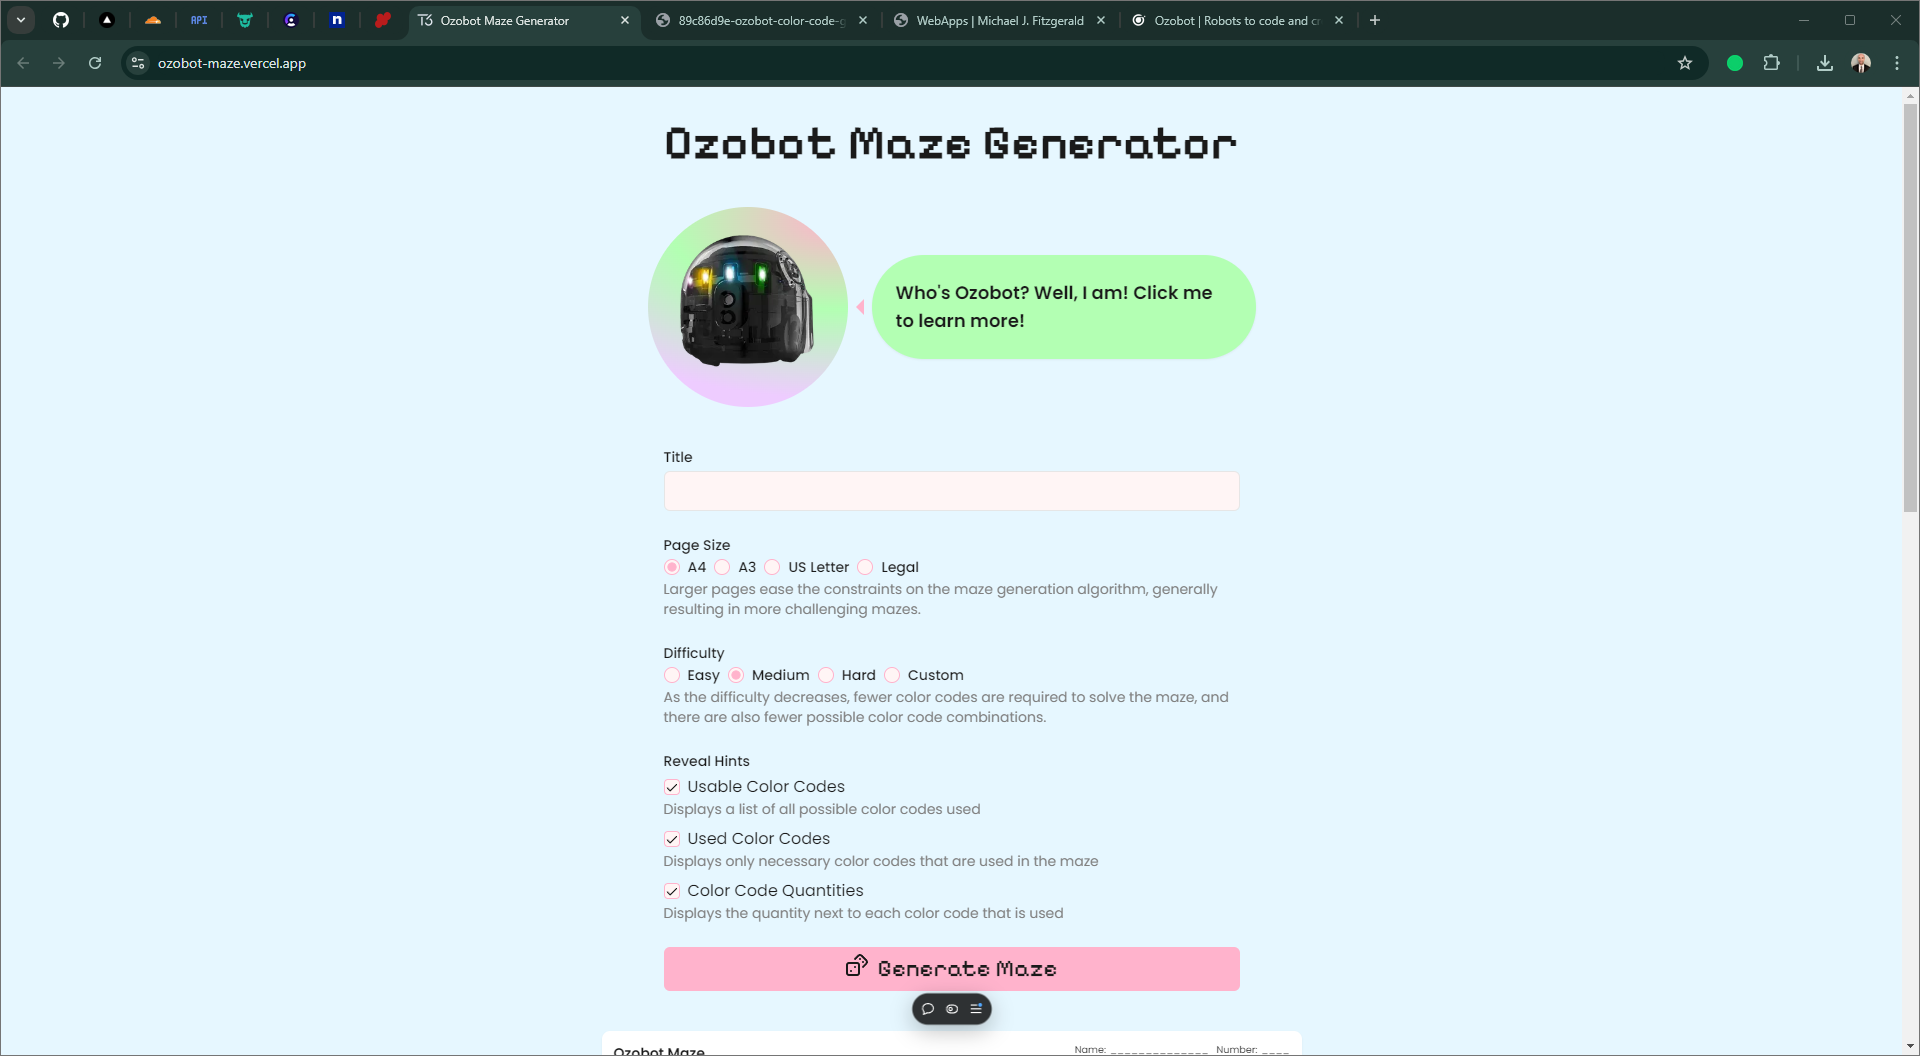 API
n
Ozobot Maze Generator
89c86d9e-ozobot-color-code-g
WebApps | Michael J. Fitzgerald
Ozobot | Robots to code and cr
ozobot-maze.vercel.app
Ozobot Maze Generator
Who's Ozobot? Well, I am! Click me
to learn more!
Title
Page Size
A4 A3 US Letter Legal
Larger pages ease the constraints on the maze generation algorithm, generally
resulting in more challenging mazes.
Difficulty
Easy Medium Hard Custom
As the difficulty decreases, fewer color codes are required to solve the maze, and
there are also fewer possible color code combinations.
Reveal Hints
Usable Color Codes
Displays a list of all possible color codes used
Used Color Codes
Displays only necessary color codes that are used in the maze
Color Code Quantities
Displays the quantity next to each color code that is used
Generate Maze
Ozobot Maze
Name: ______________ Number: ____